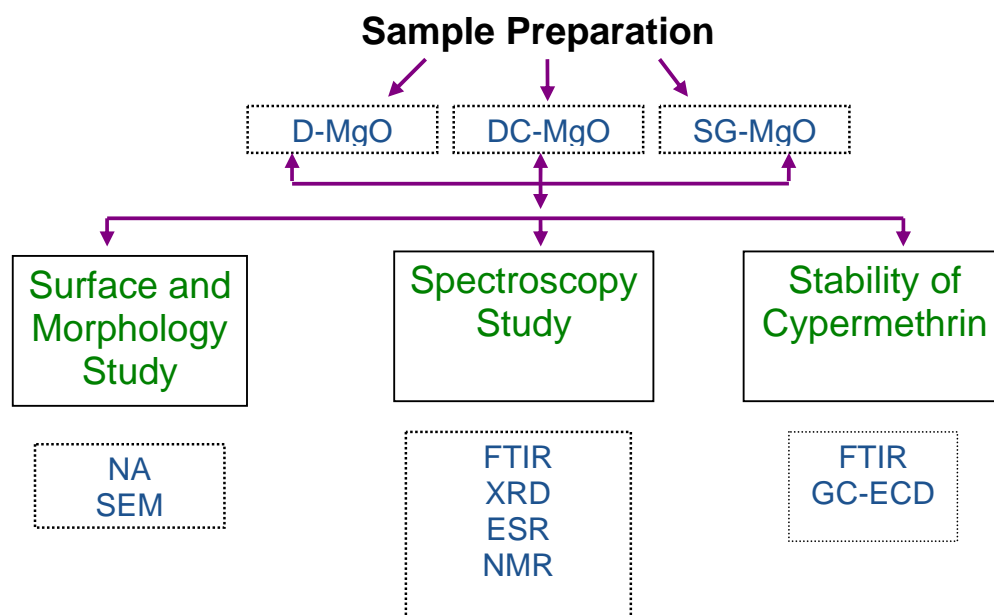 Sample Preparation
D-MgO
DC-MgO
SG-MgO
Surface and
Morphology
Study
Spectroscopy
Study
Stability of
Cypermethrin
NA
SEM
FTIR
XRD
ESR
NMR
FTIR
GC-ECD